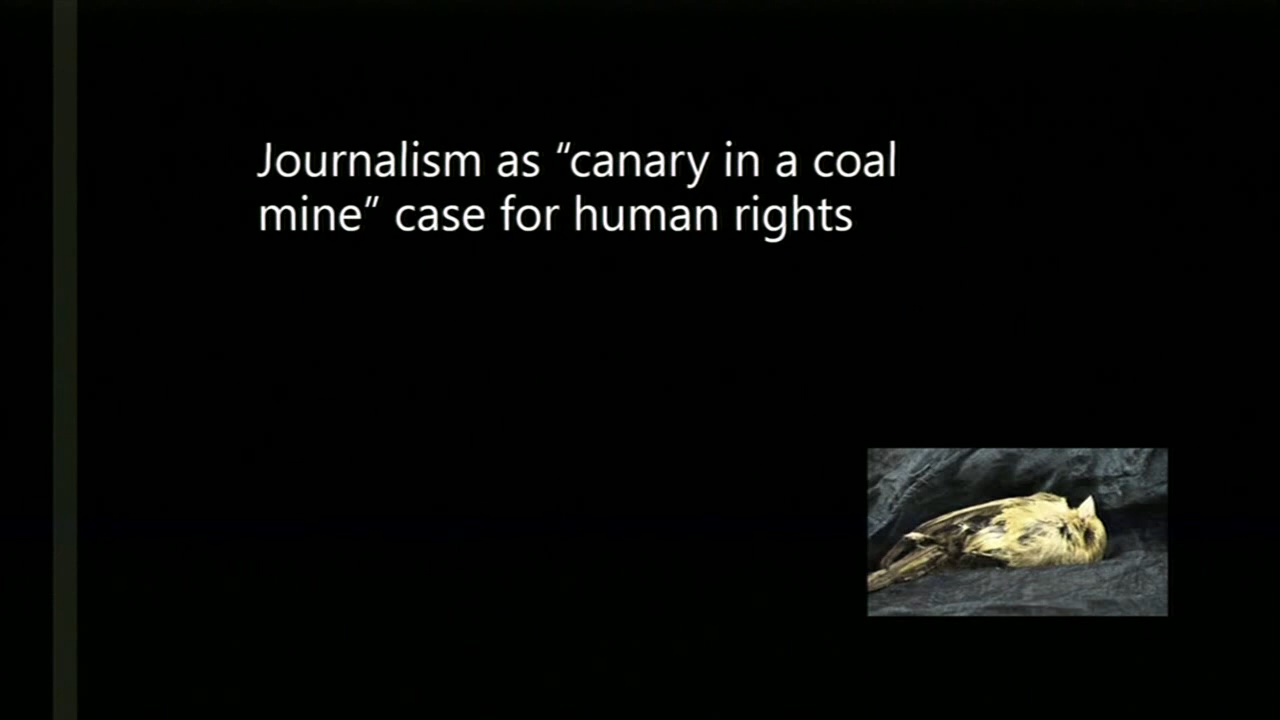 Journalism as “canary in a coal
mine” case for human rights